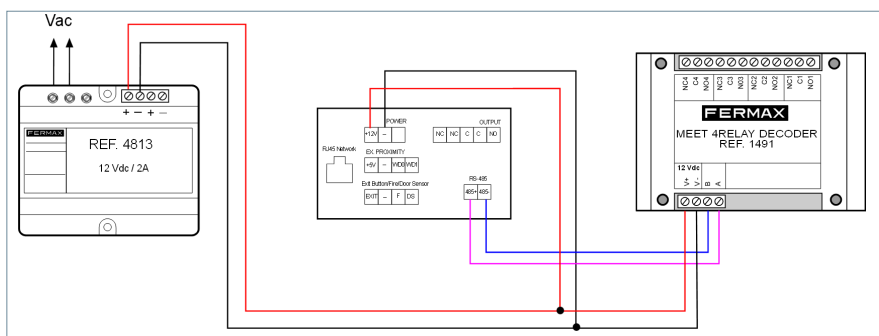 Vac
+ - + -
FERMAX
REF. 4813
12 Vdc / 2A
POWER
OUTPUT
+12V -
NC NC C C NO
RJ45 Network
EX PROXIMITY
+5V - WD0 WD1
Exit Button/Fire/Door Sensor
EXIT - F DS
RS-485
485+ 485-
NC4 C4 NO4 NC3 C3 NO3 NC2 C2 NO2 NC1 C1 NO1
FERMAX
MEET 4RELAY DECODER
REF. 1491
12 Vdc
V+ V- B A